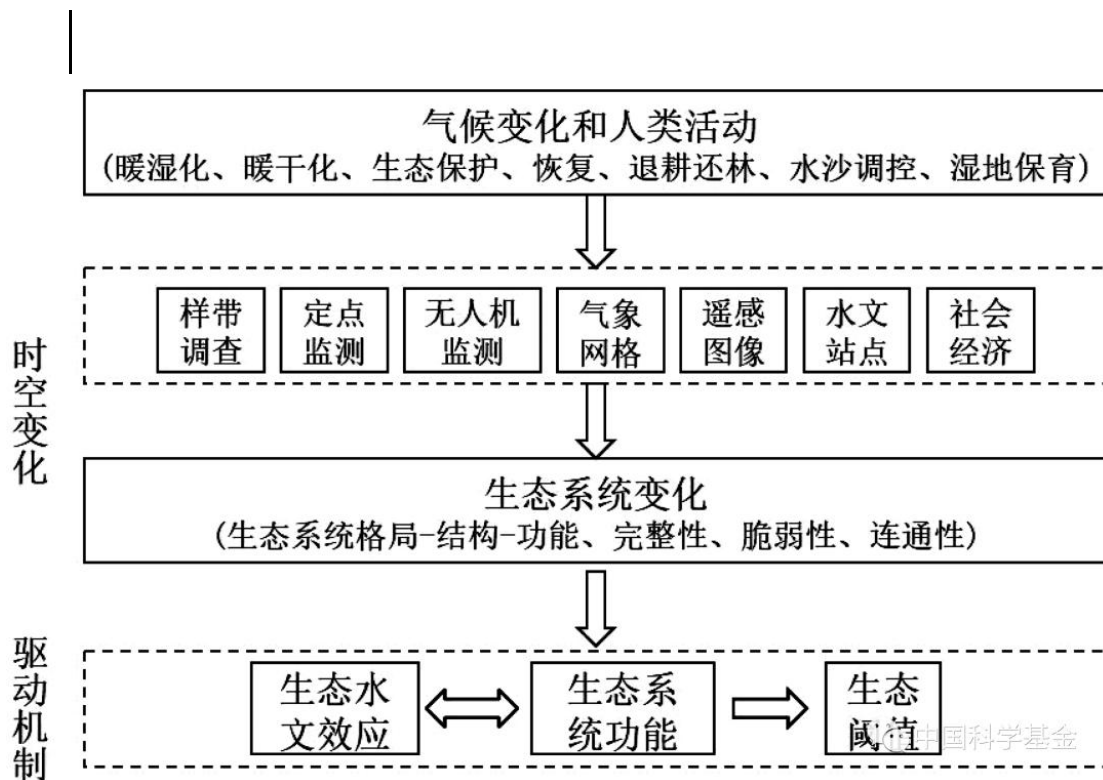 气候变化和人类活动
(暖湿化、暖干化、生态保护、恢复、退耕还林、水沙调控、湿地保育)
时空变化
样带
调查
定点
监测
无人机
监测
气象
网格
遥感
图像
水文
站点
社会
经济
生态系统变化
(生态系统格局-结构-功能、完整性、脆弱性、连通性)
驱动机制
生态水
文效应
生态系
统功能
生态
阈值
中国科学基金